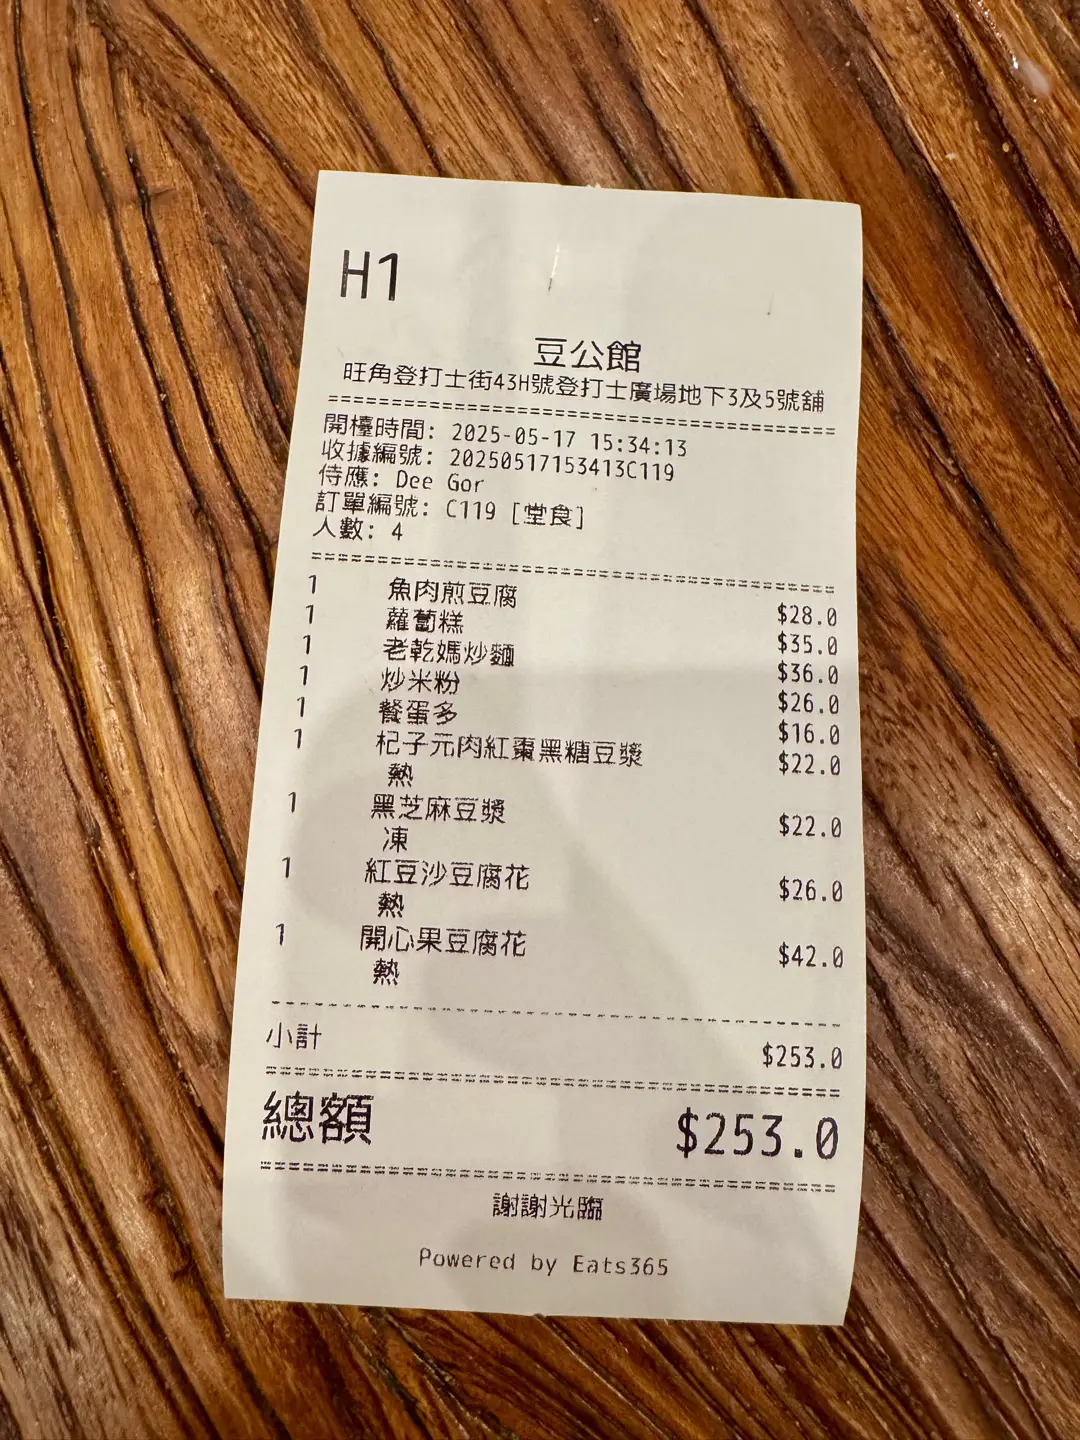 H1
豆公館
旺角登打士街43H號登打士廣場地下3及5號舖
開檯時間: 2025-05-17 15:34:13
收據編號: 20250517153413C119
侍應: Dee Gor
訂單編號: C119 [堂食]
人數: 4
1 魚肉煎豆腐 $28.0
1 蘿蔔糕 $35.0
1 老乾媽炒麵 $36.0
1 炒米粉 $26.0
1 餐蛋多 $16.0
1 杞子元肉紅棗黑糖豆漿 $22.0
熱
1 黑芝麻豆漿 $22.0
凍
1 紅豆沙豆腐花 $26.0
熱
1 開心果豆腐花 $42.0
熱
小計 $253.0
總額 $253.0
謝謝光臨
Powered by Eats365